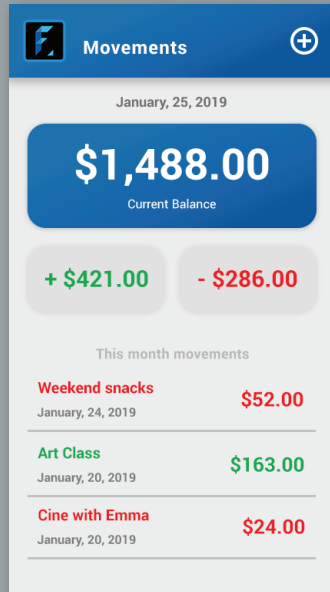 Movements
January, 25, 2019
$1,488.00
Current Balance
+ $421.00
- $286.00
This month movements
Weekend snacks
$52.00
January, 24, 2019
Art Class
$163.00
January, 20, 2019
Cine with Emma
$24.00
January, 20, 2019